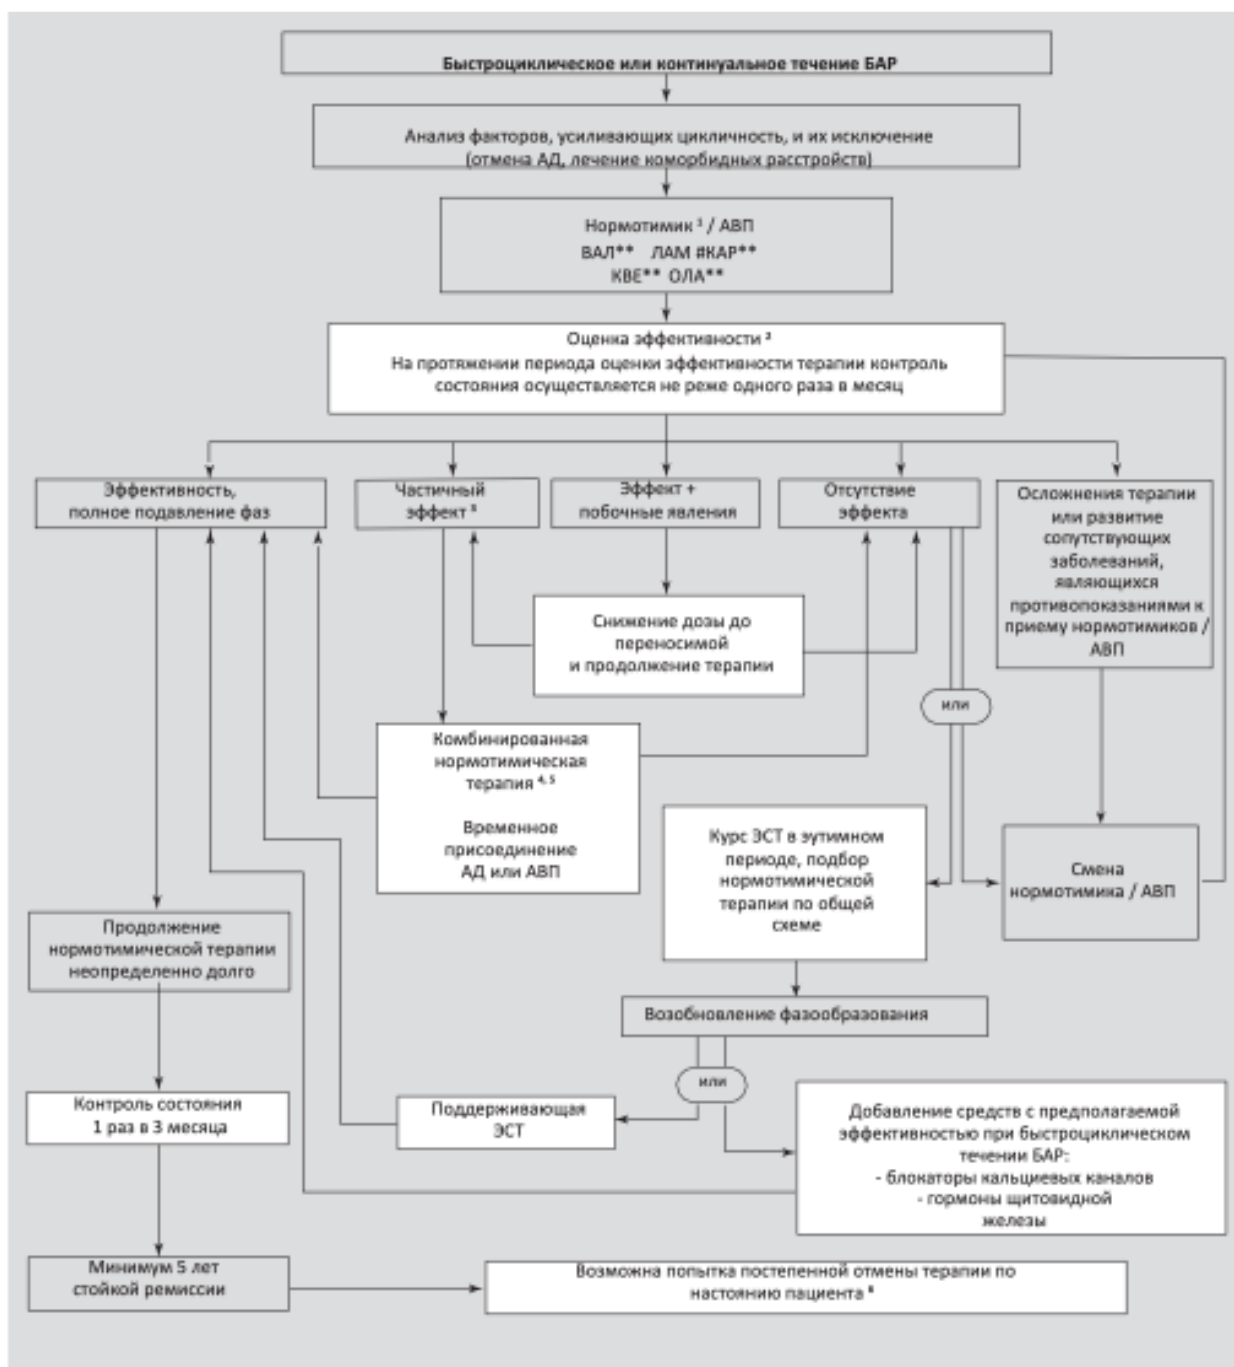 Быстроциклическое или континуальное течение БАР
Анализ факторов, усиливающих цикличность, и их исключение
(отмена АД, лечение коморбидных расстройств)
Нормотимик ¹ / АВП
ВАЛ** ЛАМ #КАР**
КВЕ** ОЛА**
Оценка эффективности ²
На протяжении периода оценки эффективности терапии контроль
состояния осуществляется не реже одного раза в месяц
Эффективность,
полное подавление фаз
Частичный
эффект ³
Эффект +
побочные явления
Отсутствие
эффекта
Осложнения терапии
или развитие
сопутствующих
заболеваний,
являющихся
противопоказаниями к
приему нормотимиков /
АВП
Снижение дозы до
переносимой
и продолжение терапии
или
Комбинированная
нормотимическая
терапия ⁴,⁵
Временное
присоединение
АД или АВП
Курс ЭСТ в эутимном
периоде, подбор
нормотимической
терапии по общей
схеме
Смена
нормотимика / АВП
Продолжение
нормотимической терапии
неопределенно долго
Возобновление фазообразования
или
Контроль состояния
1 раз в 3 месяца
Поддерживающая
ЭСТ
Добавление средств с предполагаемой
эффективностью при быстроциклическом
течении БАР:
- блокаторы кальциевых каналов
- гормоны щитовидной
железы
Минимум 5 лет
стойкой ремиссии
Возможна попытка постепенной отмены терапии по
настоянию пациента ⁶